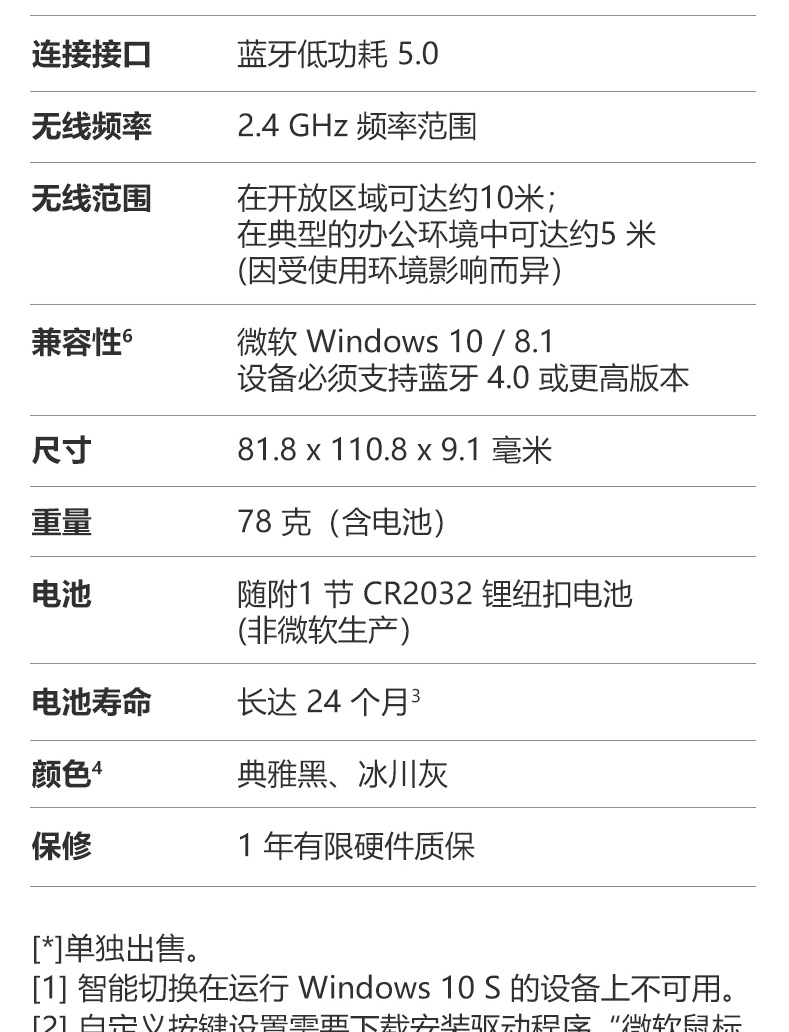 连接接口 蓝牙低功耗 5.0
无线频率 2.4 GHz 频率范围
无线范围 在开放区域可达约10米；
在典型的办公环境中可达约5 米
(因受使用环境影响而异）
兼容性⁶ 微软 Windows 10 / 8.1
设备必须支持蓝牙 4.0 或更高版本
尺寸 81.8 x 110.8 x 9.1 毫米
重量 78 克（含电池）
电池 随附1 节 CR2032 锂纽扣电池
(非微软生产）
电池寿命 长达 24 个月³
颜色⁴ 典雅黑、冰川灰
保修 1 年有限硬件质保
[*]单独出售。
[1] 智能切换在运行 Windows 10 S 的设备上不可用。
[2] 自定义按键设置需要下载安装驱动程序 “微软鼠标